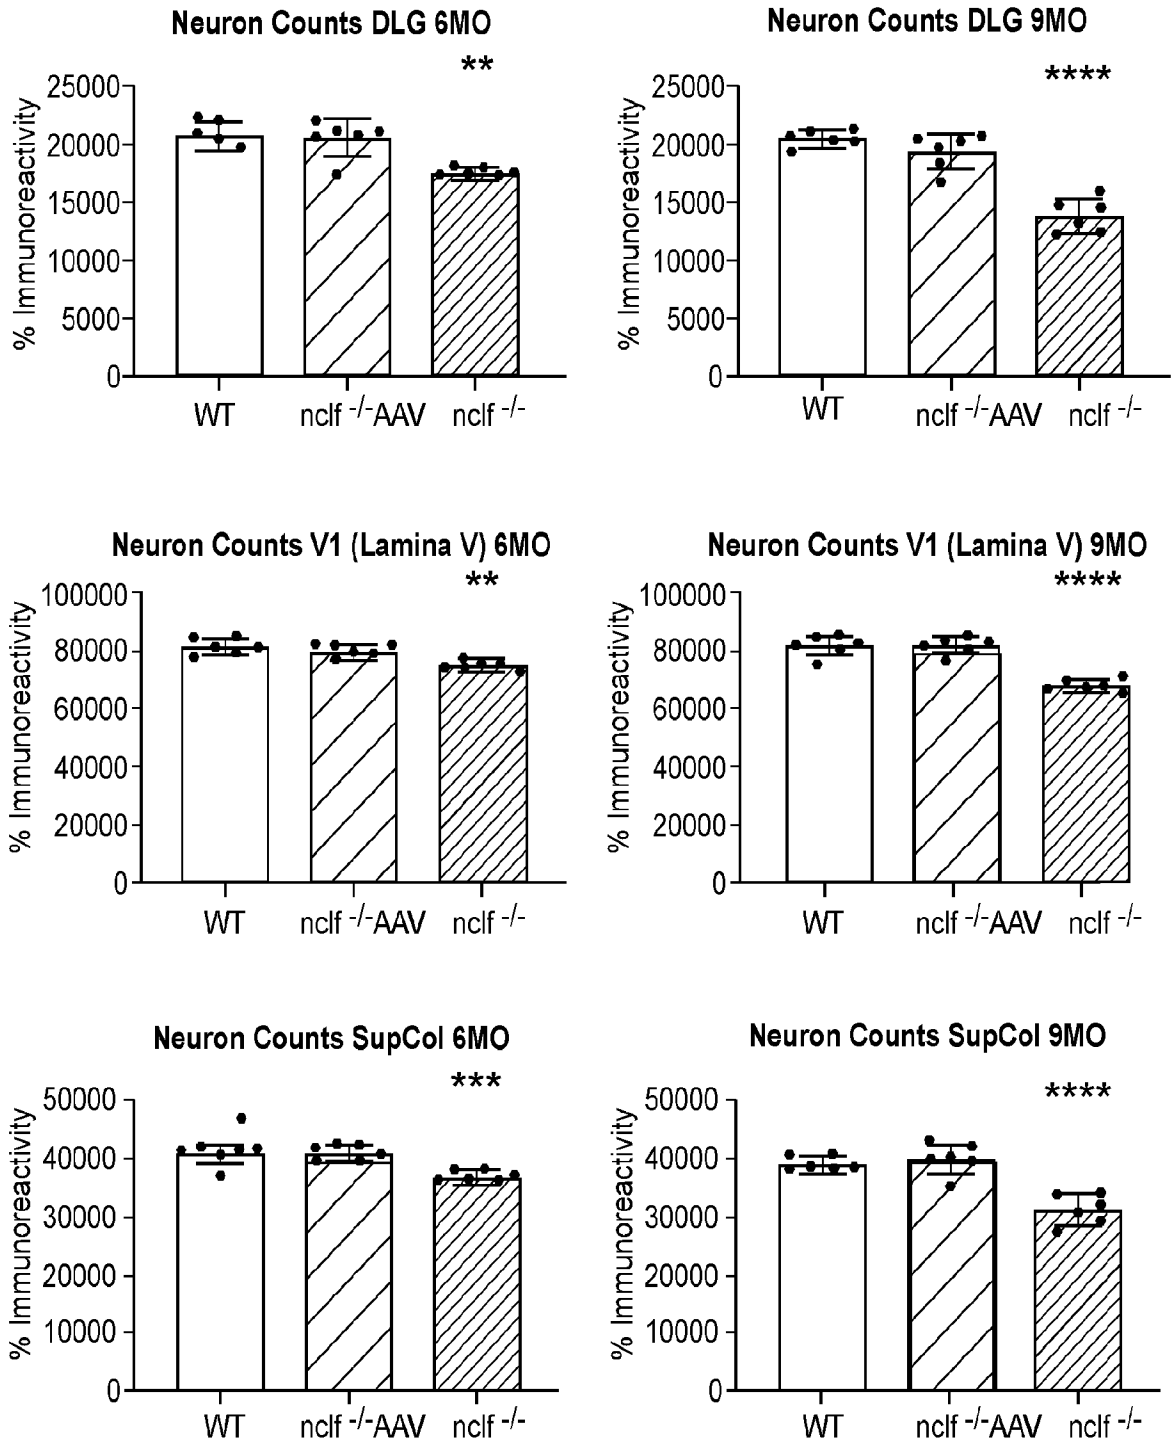 Neuron Counts DLG 6MO
**
% Immunoreactivity
25000
20000
15000
10000
5000
0
WT nclf -/-AAV nclf -/-
Neuron Counts DLG 9MO
****
% Immunoreactivity
25000
20000
15000
10000
5000
0
WT nclf -/-AAV nclf -/-
Neuron Counts V1 (Lamina V) 6MO
**
% Immunoreactivity
100000
80000
60000
40000
20000
0
WT nclf -/-AAV nclf -/-
Neuron Counts V1 (Lamina V) 9MO
****
% Immunoreactivity
100000
80000
60000
40000
20000
0
WT nclf -/-AAV nclf -/-
Neuron Counts SupCol 6MO
***
% Immunoreactivity
50000
40000
30000
20000
10000
0
WT nclf -/-AAV nclf -/-
Neuron Counts SupCol 9MO
****
% Immunoreactivity
50000
40000
30000
20000
10000
0
WT nclf -/-AAV nclf -/-